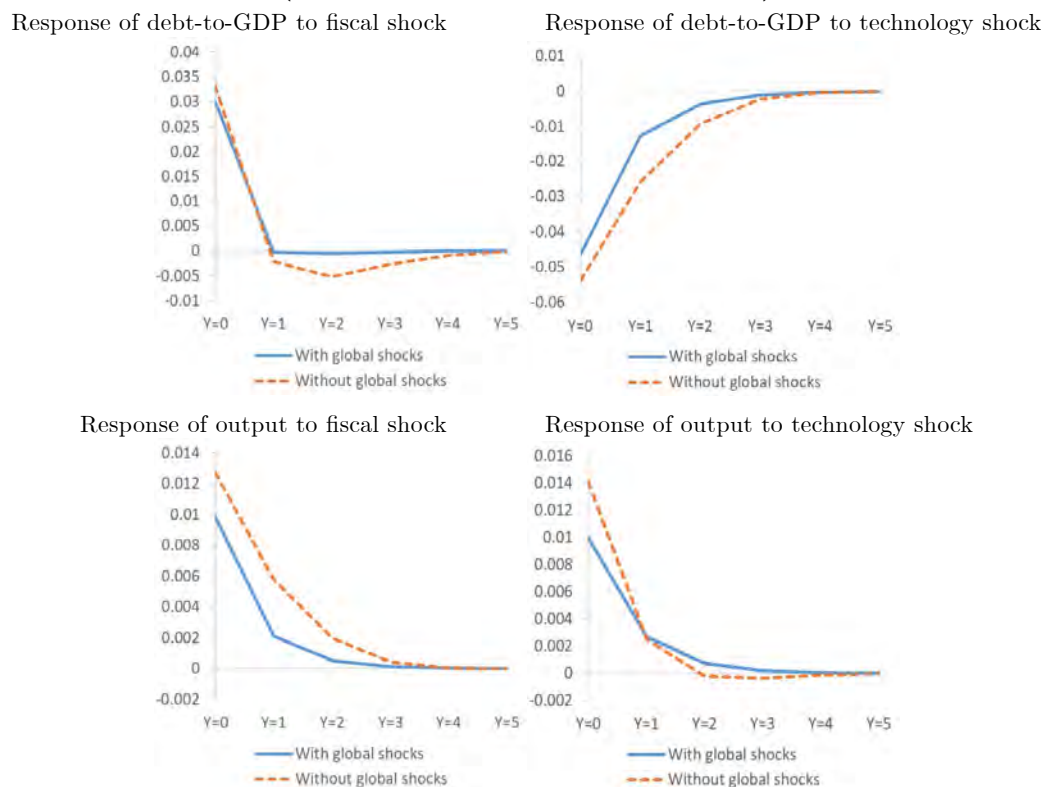 Response of debt-to-GDP to fiscal shock
Response of debt-to-GDP to technology shock
0.04
0.035
0.03
0.025
0.02
0.015
0.01
0.005
0
-0.005
-0.01
Y=0 Y=1 Y=2 Y=3 Y=4 Y=5
With global shocks
Without global shocks
0.01
0
-0.01
-0.02
-0.03
-0.04
-0.05
-0.06
Y=0 Y=1 Y=2 Y=3 Y=4 Y=5
With global shocks
Without global shocks
Response of output to fiscal shock
Response of output to technology shock
0.014
0.012
0.01
0.008
0.006
0.004
0.002
0
-0.002
Y=0 Y=1 Y=2 Y=3 Y=4 Y=5
With global shocks
Without global shocks
0.016
0.014
0.012
0.01
0.008
0.006
0.004
0.002
0
-0.002
Y=0 Y=1 Y=2 Y=3 Y=4 Y=5
With global shocks
Without global shocks